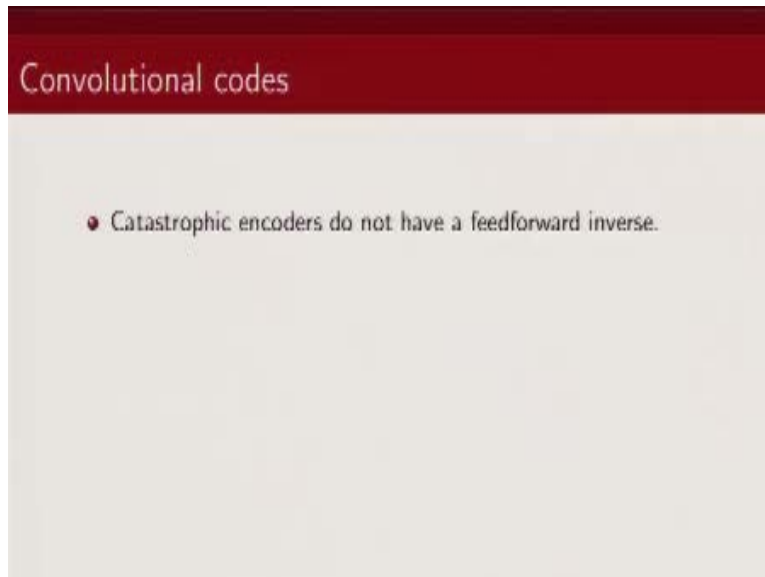 Convolutional codes
Catastrophic encoders do not have a feedforward inverse.